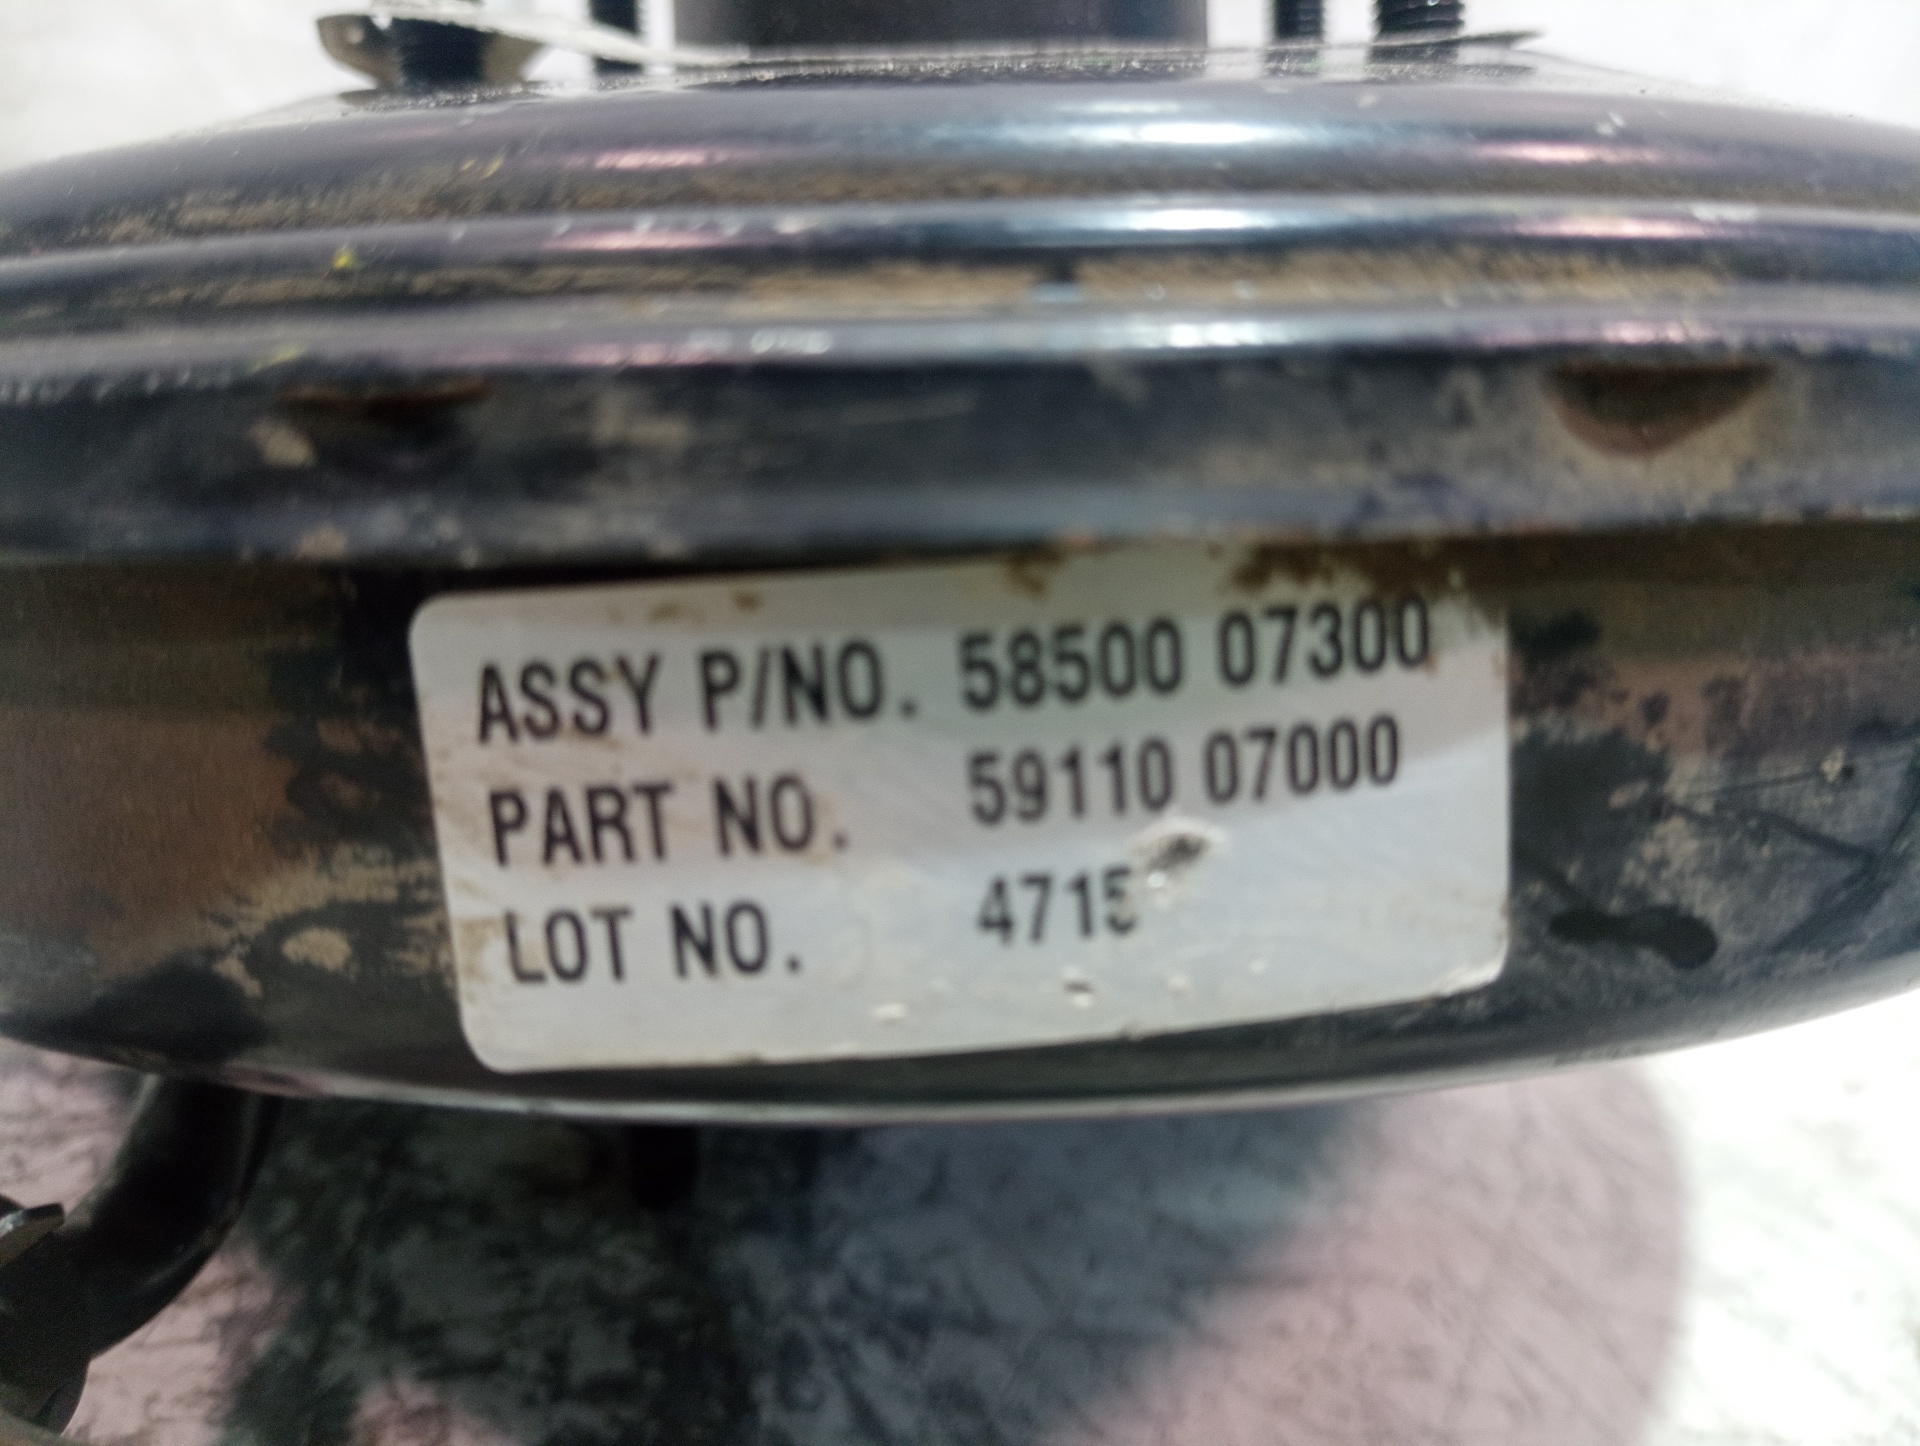 ASSY P/NO. 58500 07300
PART NO. 59110 07000
LOT NO. 4715